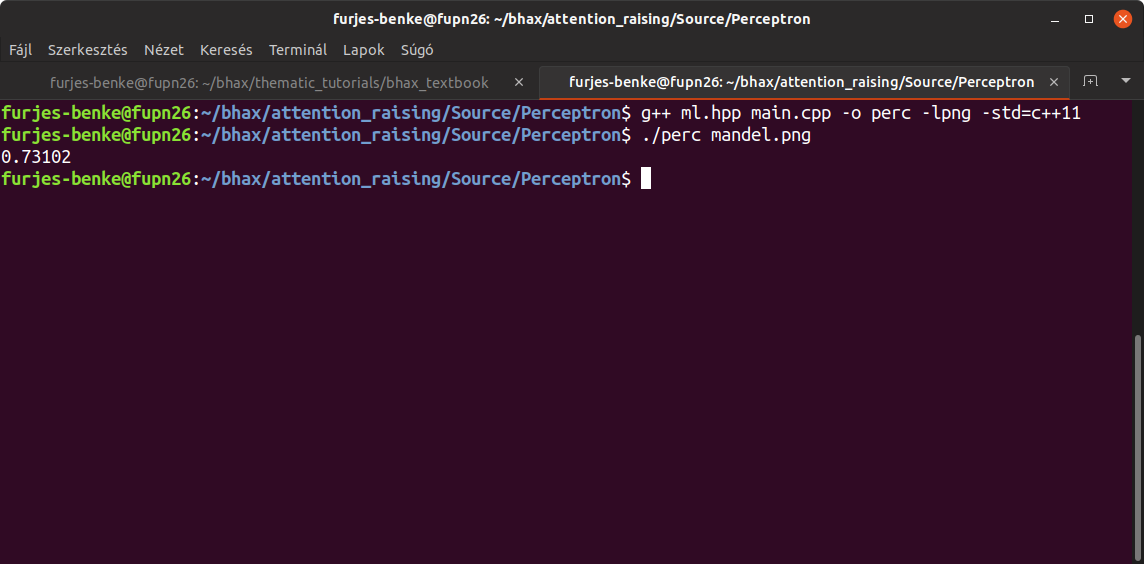 furjes-benke@fupn26: ~/bhax/attention_raising/Source/Perceptron
Fájl Szerkesztés Nézet Keresés Terminál Lapok Súgó
furjes-benke@fupn26: ~/bhax/thematic_tutorials/bhax_textbook furjes-benke@fupn26: ~/bhax/attention_raising/Source/Perceptron
furjes-benke@fupn26:~/bhax/attention_raising/Source/Perceptron$ g++ ml.hpp main.cpp -o perc -lpng -std=c++11
furjes-benke@fupn26:~/bhax/attention_raising/Source/Perceptron$ ./perc mandel.png
0.73102
furjes-benke@fupn26:~/bhax/attention_raising/Source/Perceptron$